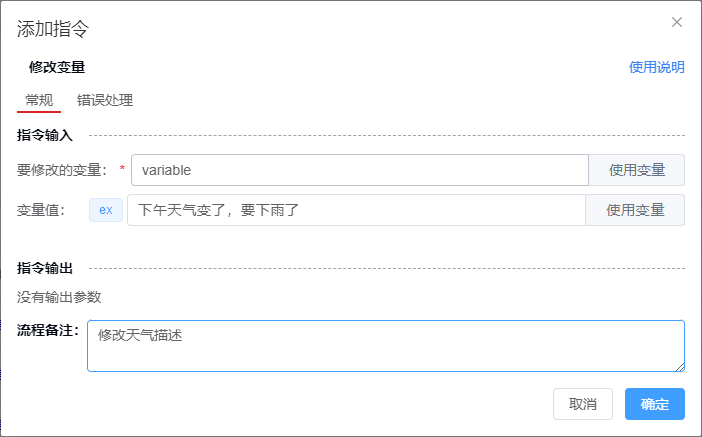 添加指令
修改变量 使用说明
常规 错误处理
指令输入
要修改的变量： * variable 使用变量
变量值： ex 下午天气变了，要下雨了 使用变量
指令输出
没有输出参数
流程备注： 修改天气描述
取消 确定